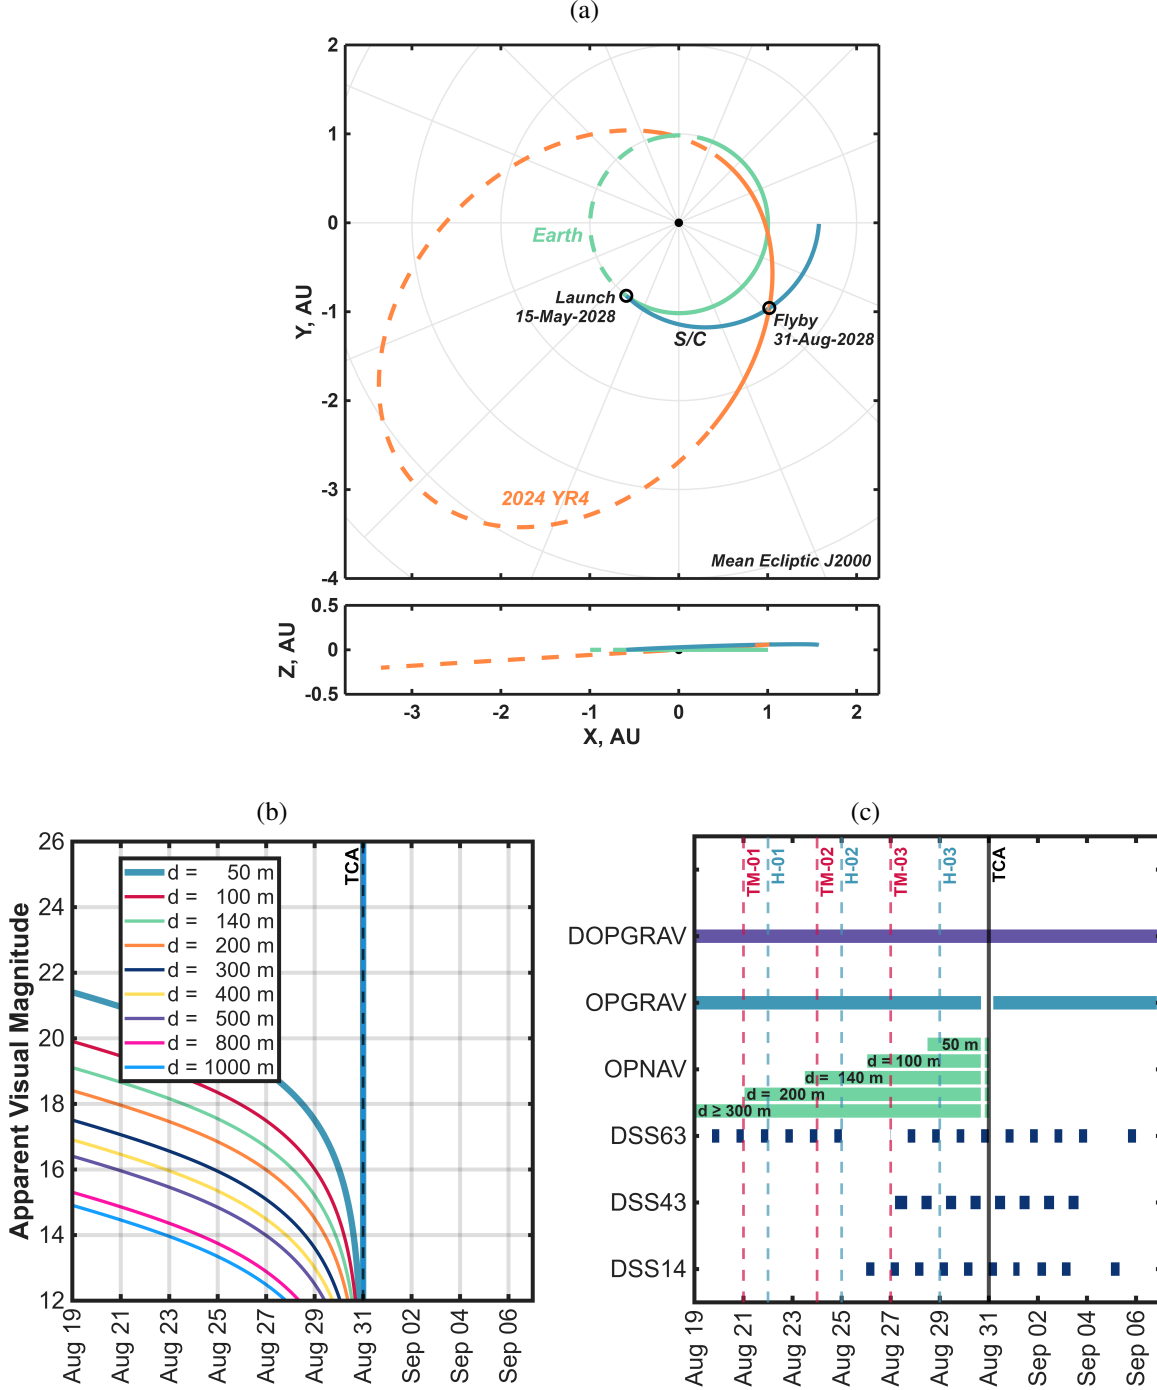 (a)
2
1
0
-1
-2
-3
-4
Y, AU
Earth
Launch
15-May-2028
S/C
Flyby
31-Aug-2028
2024 YR4
Mean Ecliptic J2000
0.5
0
-0.5
Z, AU
-3 -2 -1 0 1 2
X, AU
(b)
26
24
22
20
18
16
14
12
Apparent Visual Magnitude
TCA
d = 50 m
d = 100 m
d = 140 m
d = 200 m
d = 300 m
d = 400 m
d = 500 m
d = 800 m
d = 1000 m
Aug 19
Aug 21
Aug 23
Aug 25
Aug 27
Aug 29
Aug 31
Sep 02
Sep 04
Sep 06
(c)
TM-01
H-01
TM-02
H-02
TM-03
H-03
TCA
DOPGRAV
OPGRAV
OPNAV
50 m
d = 100 m
d = 140 m
d = 200 m
d ≥ 300 m
DSS63
DSS43
DSS14
Aug 19
Aug 21
Aug 23
Aug 25
Aug 27
Aug 29
Aug 31
Sep 02
Sep 04
Sep 06